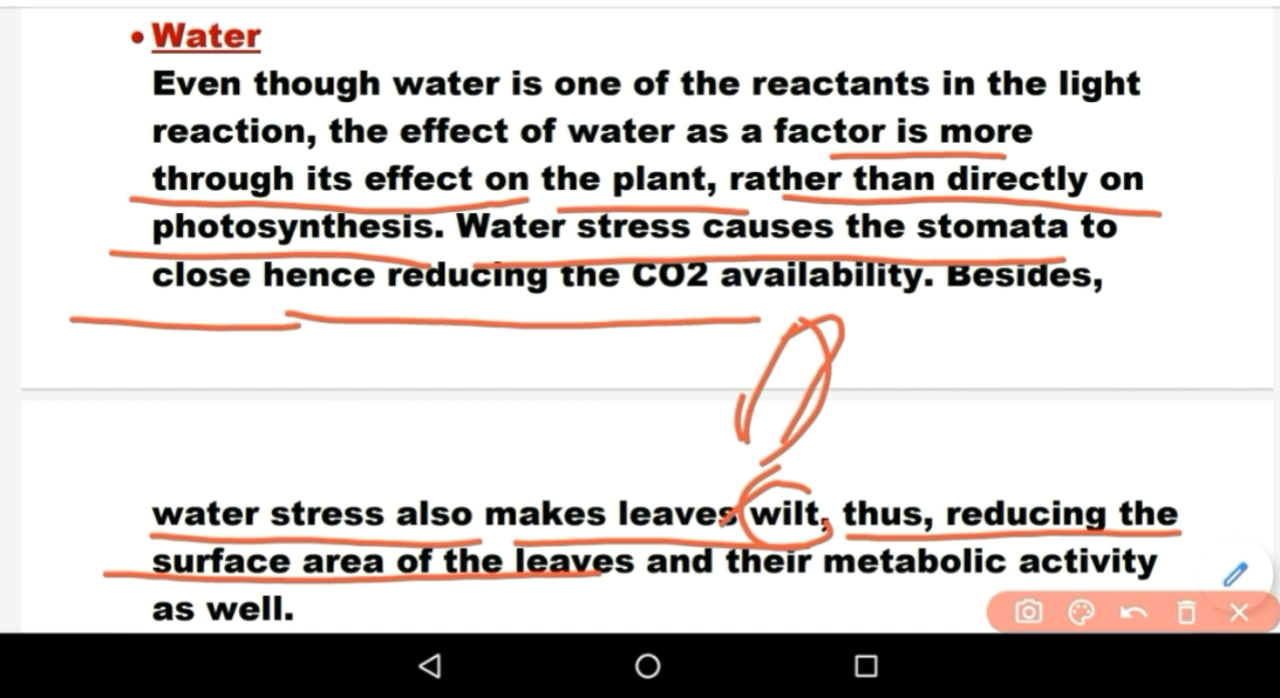 • Water
Even though water is one of the reactants in the light
reaction, the effect of water as a factor is more
through its effect on the plant, rather than directly on
photosynthesis. Water stress causes the stomata to
close hence reducing the CO2 availability. Besides,
water stress also makes leaves wilt, thus, reducing the
surface area of the leaves and their metabolic activity
as well.